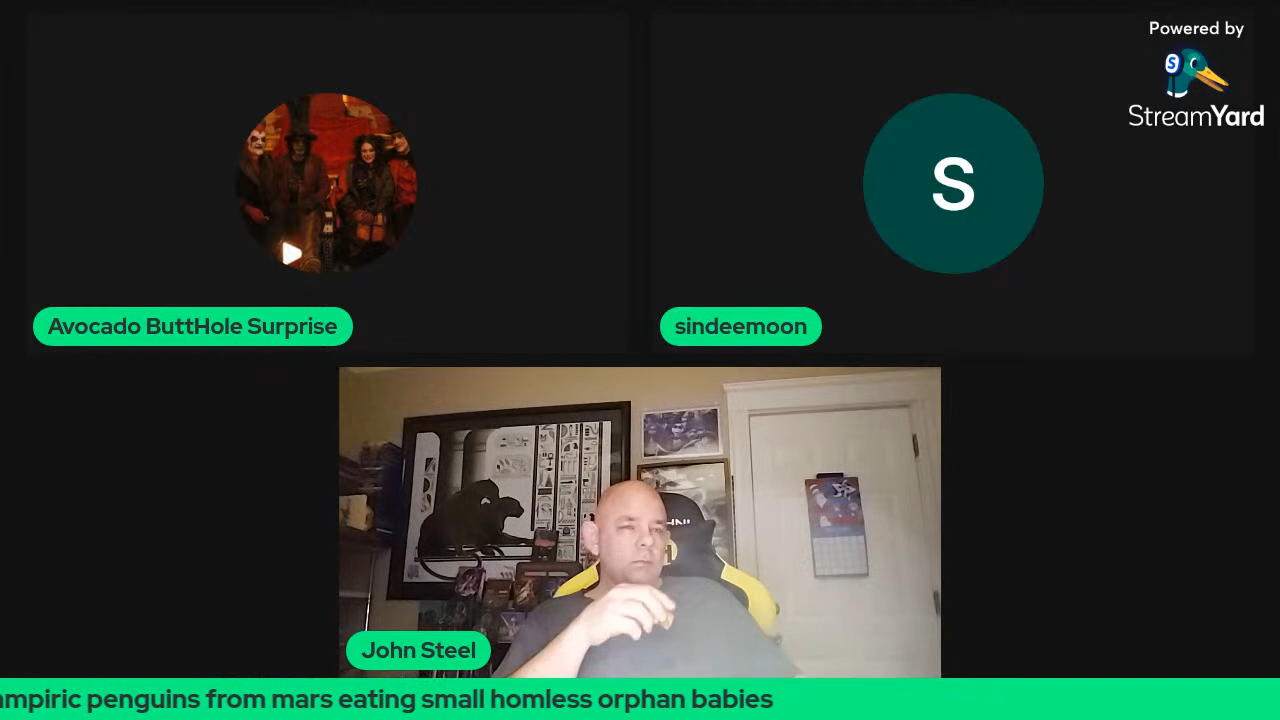 Powered by
S
StreamYard
S
Avocado ButtHole Surprise
sindeemoon
John Steel
ampiric penguins from mars eating small homless orphan babies